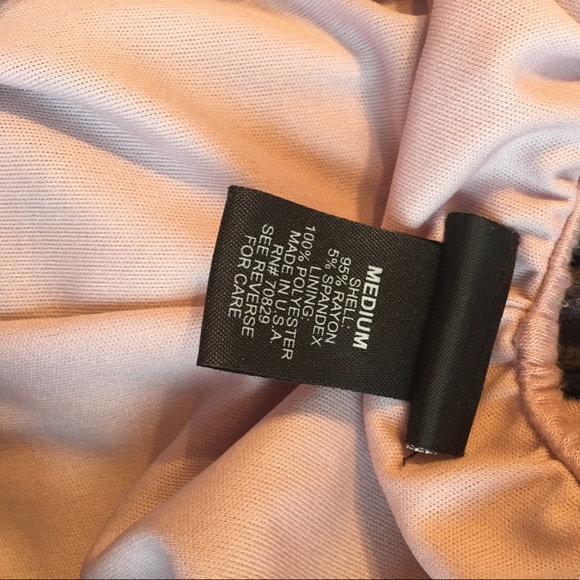 MEDIUM
SHELL:
95% RAYON
5% SPANDEX
LINING:
100% POLYESTER
MADE IN U.S.A
RN# 70829
SEE REVERSE
FOR CARE